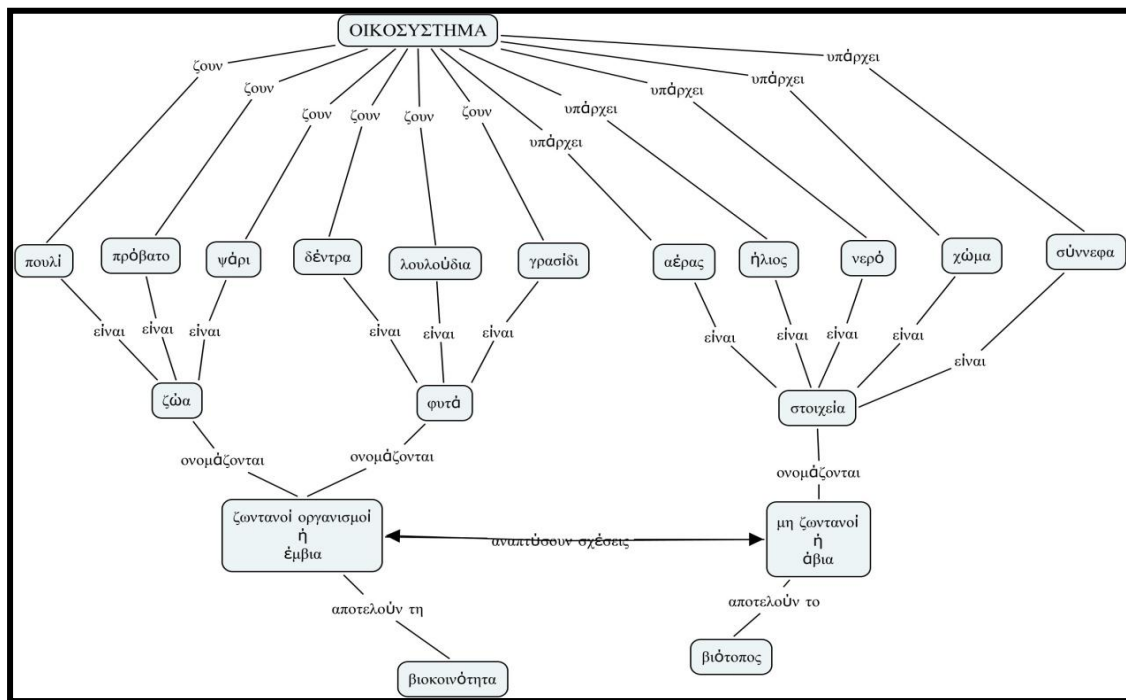 ΟΙΚΟΣΥΣΤΗΜΑ
ζουν
ζουν
ζουν
ζουν
ζουν
ζουν
υπάρχει
υπάρχει
υπάρχει
υπάρχει
υπάρχει
πουλί
πρόβατο
ψάρι
δέντρα
λουλούδια
γρασίδι
αέρας
ήλιος
νερό
χώμα
σύννεφα
είναι
είναι
είναι
είναι
είναι
είναι
είναι
είναι
είναι
είναι
είναι
ζώα
φυτά
στοιχεία
ονομάζονται
ονομάζονται
ονομάζονται
ζωντανοί οργανισμοί
ή
έμβια
αναπτύσουν σχέσεις
μη ζωντανοί
ή
άβια
αποτελούν τη
αποτελούν το
βιοκοινότητα
βιότοπος